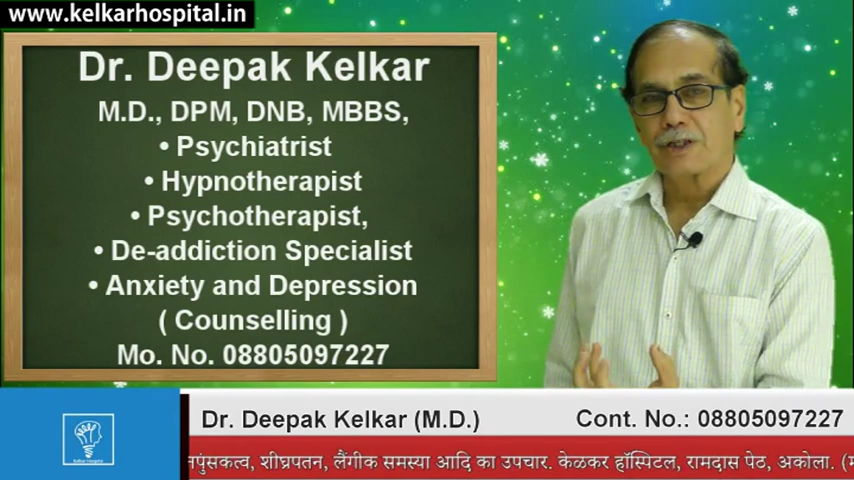 www.kelkarhospital.in
Dr. Deepak Kelkar
M.D., DPM, DNB, MBBS,
• Psychiatrist
• Hypnotherapist
• Psychotherapist,
• De-addiction Specialist
• Anxiety and Depression
( Counselling )
Mo. No. 08805097227
Kelkar Hospital
Dr. Deepak Kelkar (M.D.)
Cont. No.: 08805097227
नपुंसकत्व, शीघ्रपतन, लैंगीक समस्या आदि का उपचार. केळकर हॉस्पिटल, रामदास पेठ, अकोला. (म